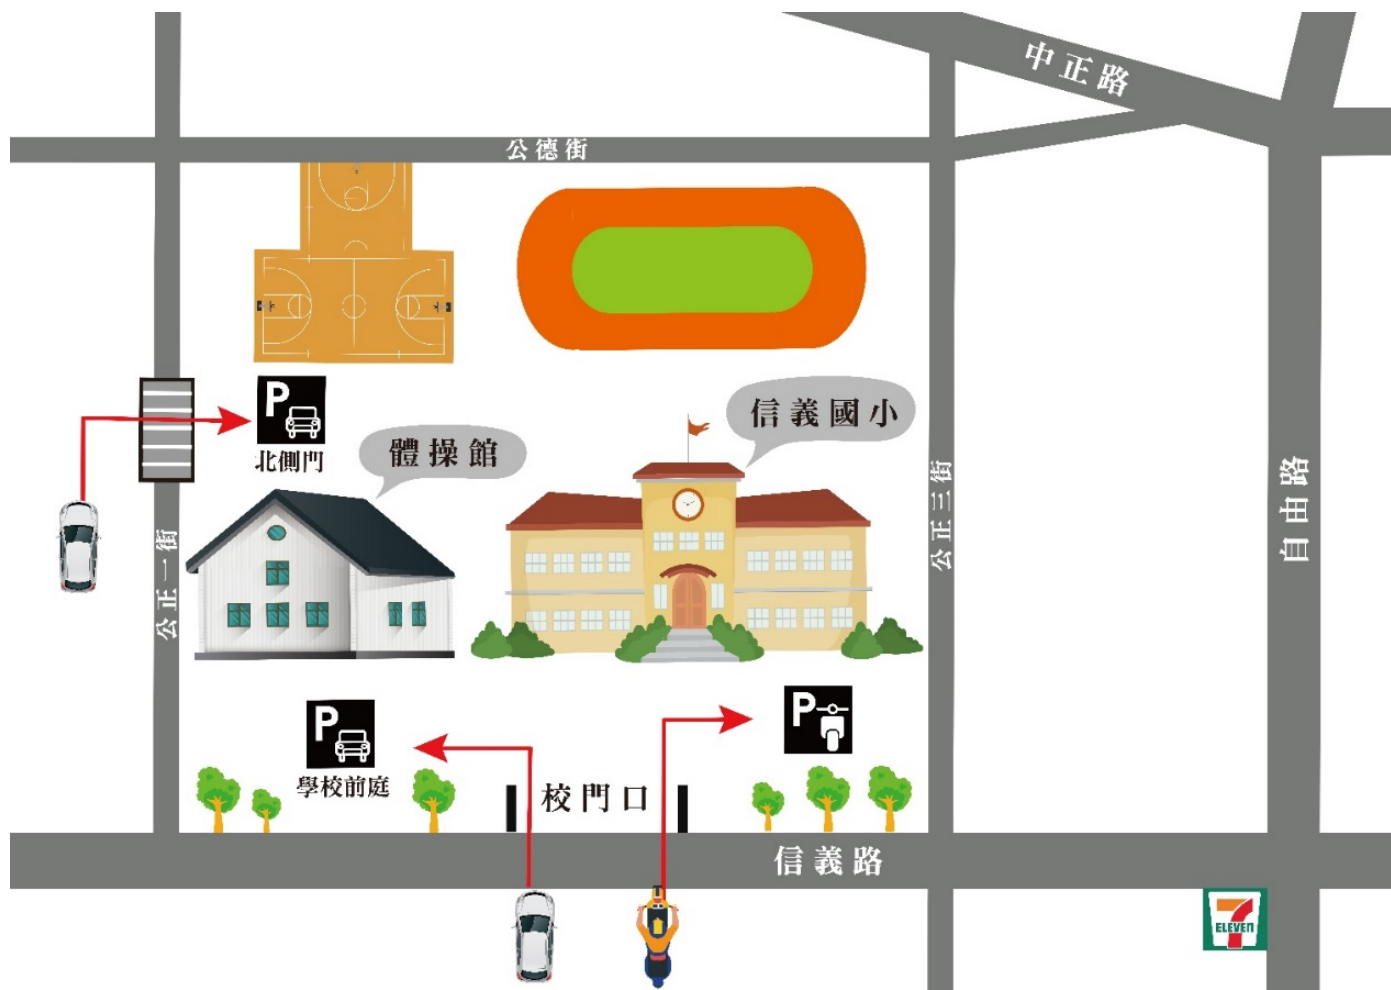 中正路
公德街
P
北側門
體操館
信義國小
公正一街
公正三街
自由路
P
學校前庭
P
校門口
信義路
7
ELEVEn